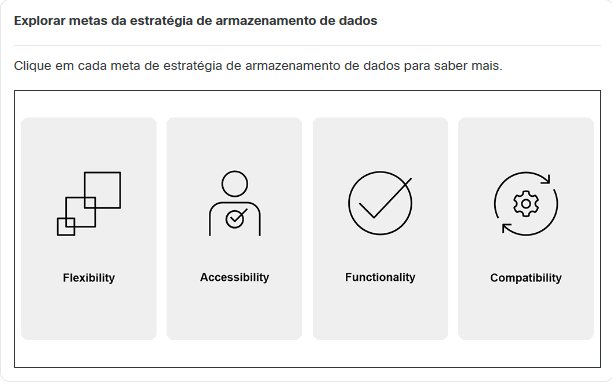 Explorar metas da estratégia de armazenamento de dados
Clique em cada meta de estratégia de armazenamento de dados para saber mais.
Flexibility
Accessibility
Functionality
Compatibility